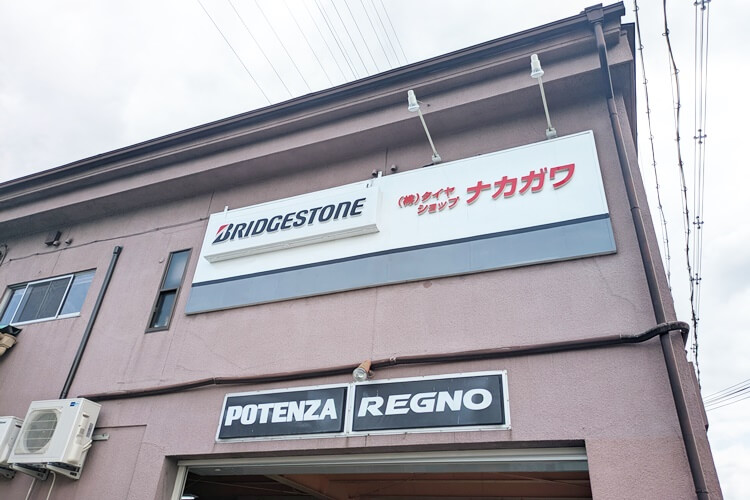 BRIDGESTONE
(株)タイヤ
ショップ
ナカガワ
POTENZA
REGNO